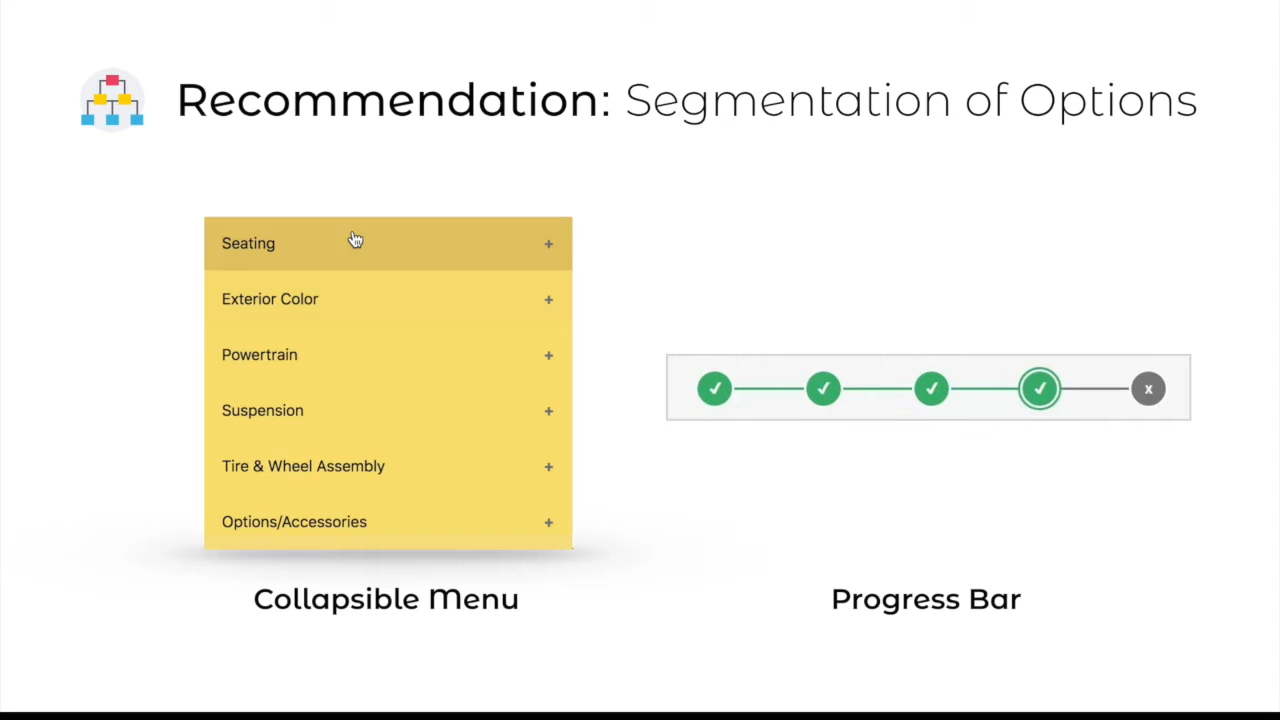 Recommendation: Segmentation of Options
Seating +
Exterior Color +
Powertrain +
Suspension +
Tire & Wheel Assembly +
Options/Accessories +
x
Collapsible Menu
Progress Bar